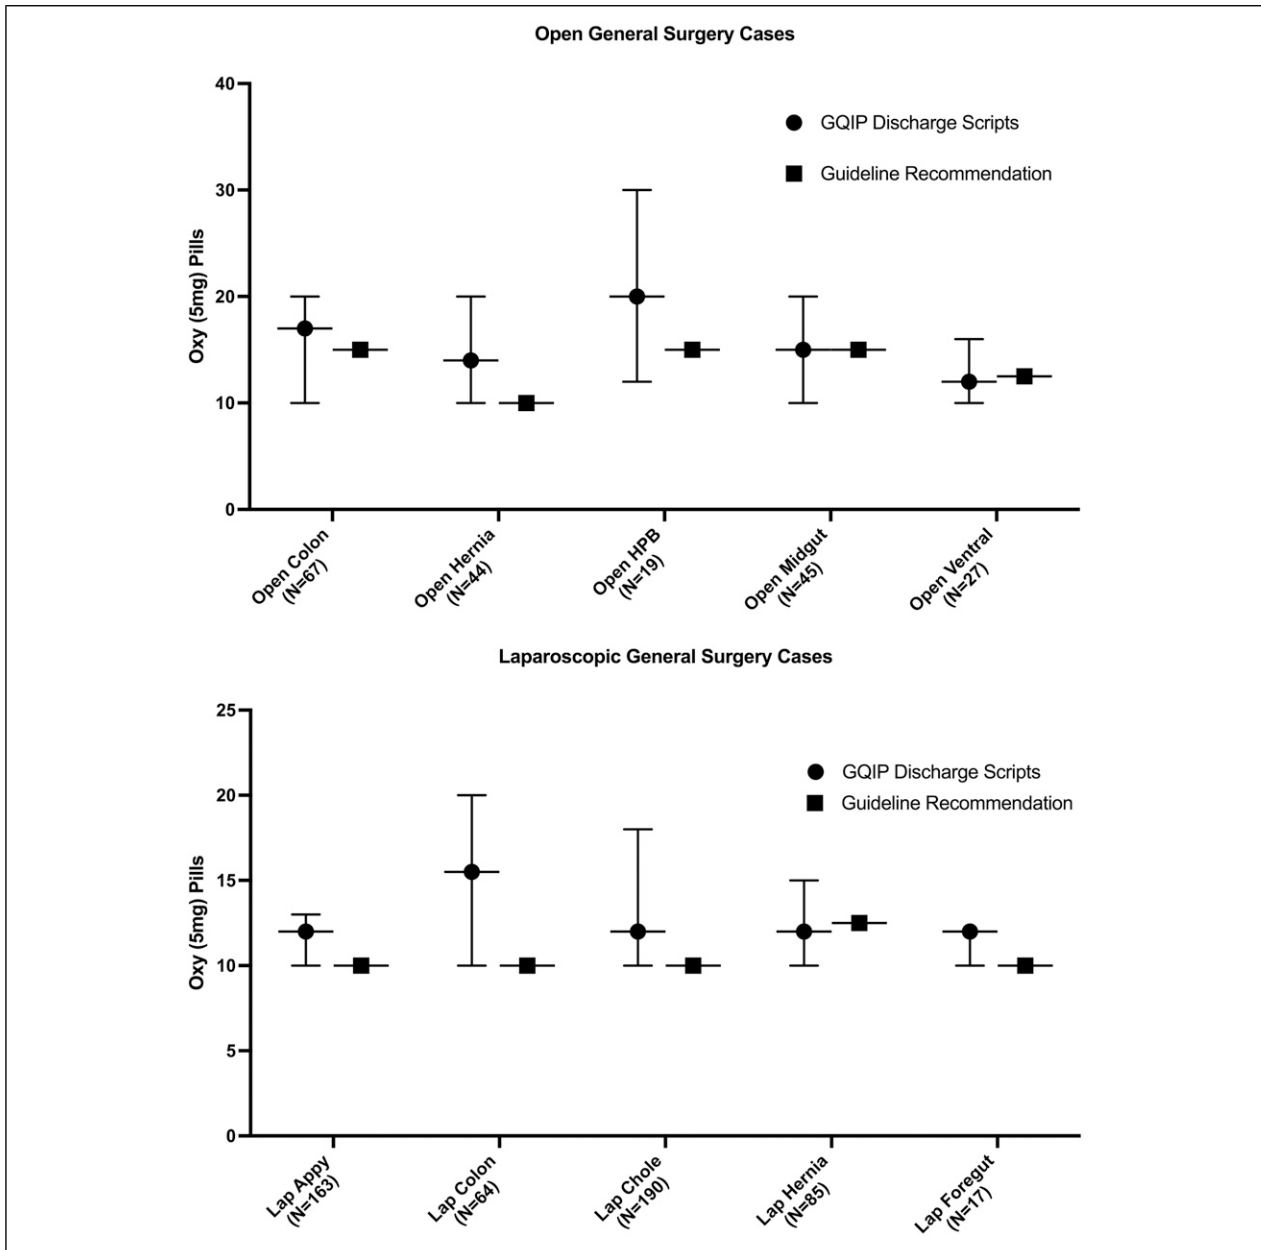 Open General Surgery Cases
40
30
20
10
0
Oxy (5mg) Pills
GQIP Discharge Scripts
Guideline Recommendation
Open Colon
(N=67)
Open Hernia
(N=44)
Open HPB
(N=19)
Open Midgut
(N=45)
Open Ventral
(N=27)
Laparoscopic General Surgery Cases
25
20
15
10
5
0
Oxy (5mg) Pills
GQIP Discharge Scripts
Guideline Recommendation
Lap Appy
(N=163)
Lap Colon
(N=64)
Lap Chole
(N=190)
Lap Hernia
(N=85)
Lap Foregut
(N=17)